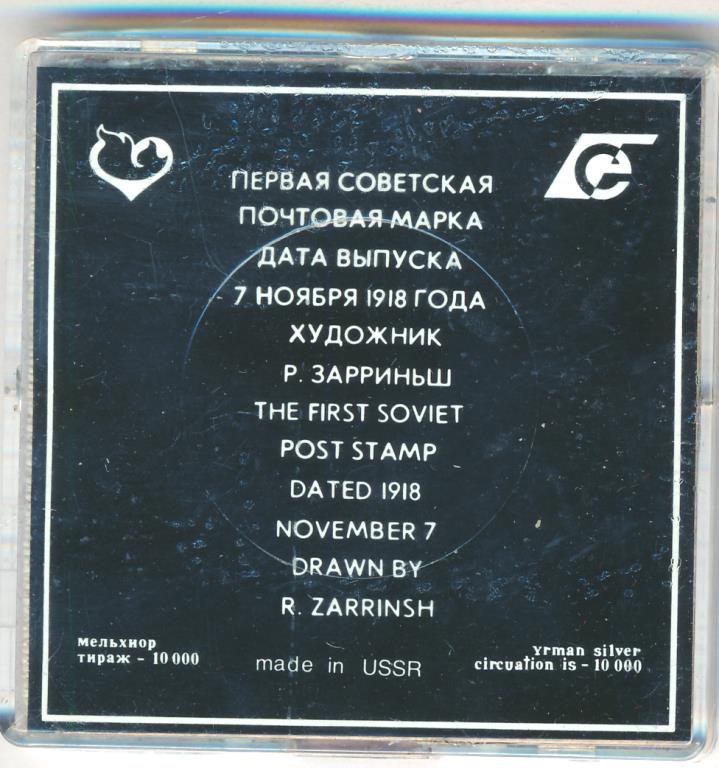 ПЕРВАЯ СОВЕТСКАЯ
ПОЧТОВАЯ МАРКА
ДАТА ВЫПУСКА
7 НОЯБРЯ 1918 ГОДА
ХУДОЖНИК
Р. ЗАРРИНЬШ
THE FIRST SOVIET
POST STAMP
DATED 1918
NOVEMBER 7
DRAWN BY
R. ZARRINSH
мельхиор
тираж - 10 000
made in USSR
Yrman silver
circuation is - 10 000